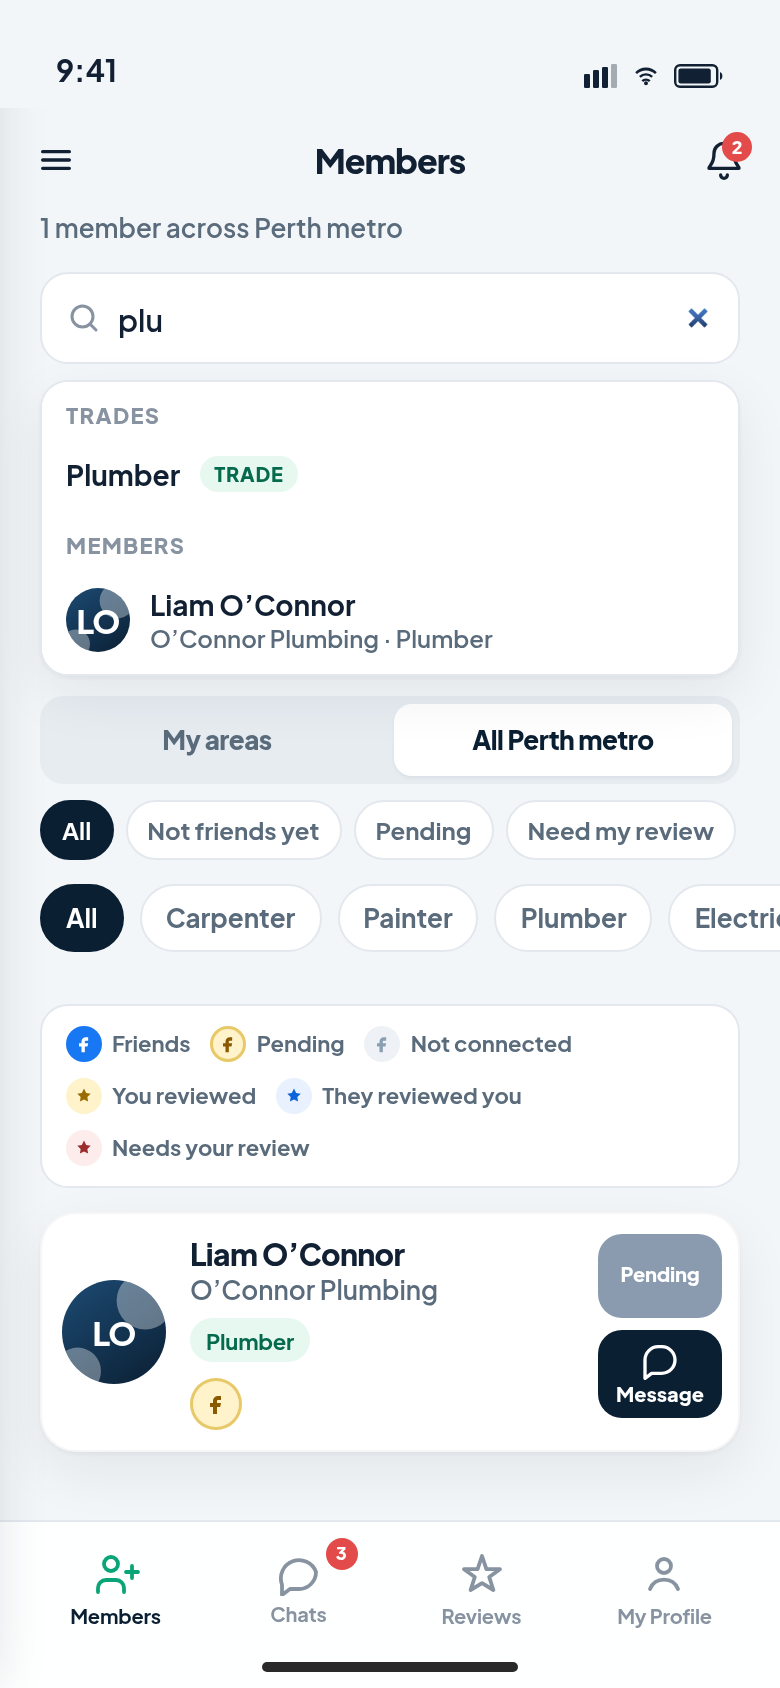 9:41
Members
2
1 member across Perth metro
plu
TRADES
Plumber TRADE
MEMBERS
LO
Liam O’Connor
O’Connor Plumbing · Plumber
My areas All Perth metro
All Not friends yet Pending Need my review
All Carpenter Painter Plumber Electric
Friends Pending Not connected
You reviewed They reviewed you
Needs your review
LO
Liam O’Connor
O’Connor Plumbing
Plumber
Pending
Message
3
Members Chats Reviews My Profile